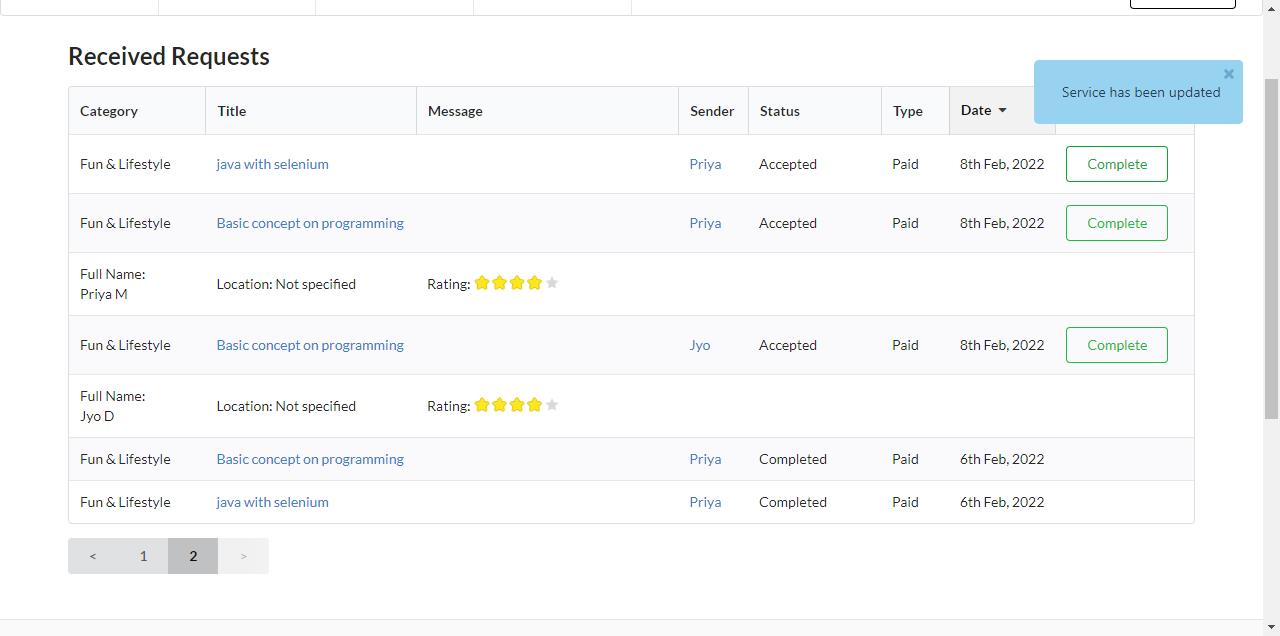 Received Requests
×
Service has been updated
Category Title Message Sender Status Type Date
Fun & Lifestyle java with selenium Priya Accepted Paid 8th Feb, 2022 Complete
Fun & Lifestyle Basic concept on programming Priya Accepted Paid 8th Feb, 2022 Complete
Full Name:
Priya M Location: Not specified Rating:
Fun & Lifestyle Basic concept on programming Jyo Accepted Paid 8th Feb, 2022 Complete
Full Name:
Jyo D Location: Not specified Rating:
Fun & Lifestyle Basic concept on programming Priya Completed Paid 6th Feb, 2022
Fun & Lifestyle java with selenium Priya Completed Paid 6th Feb, 2022
< 1 2 >